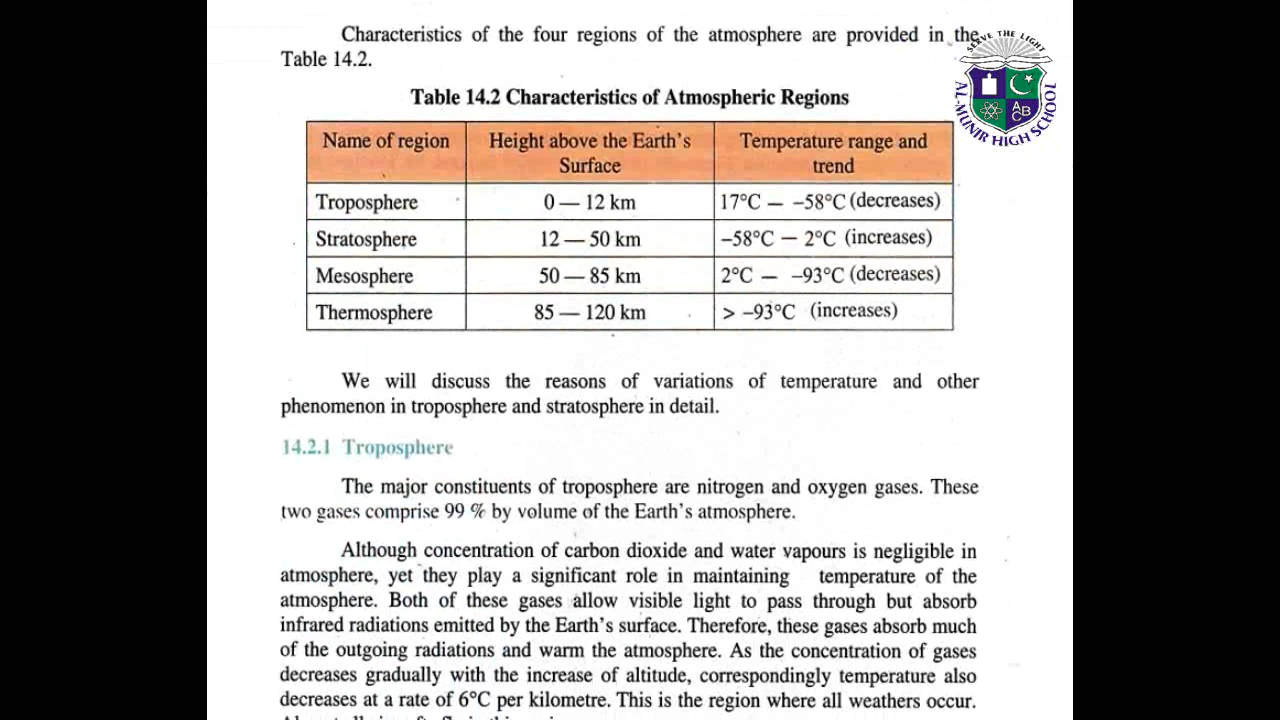 Characteristics of the four regions of the atmosphere are provided in the
Table 14.2.
SERVE THE LIGHT
AL-MUNIR HIGH SCHOOL
A B C
Table 14.2 Characteristics of Atmospheric Regions
Name of region Height above the Earth's Surface Temperature range and trend
Troposphere 0 — 12 km 17°C — –58°C (decreases)
Stratosphere 12 — 50 km –58°C — 2°C (increases)
Mesosphere 50 — 85 km 2°C — –93°C (decreases)
Thermosphere 85 — 120 km > –93°C (increases)
We will discuss the reasons of variations of temperature and other
phenomenon in troposphere and stratosphere in detail.
14.2.1 Troposphere
The major constituents of troposphere are nitrogen and oxygen gases. These
two gases comprise 99 % by volume of the Earth's atmosphere.
Although concentration of carbon dioxide and water vapours is negligible in
atmosphere, yet they play a significant role in maintaining temperature of the
atmosphere. Both of these gases allow visible light to pass through but absorb
infrared radiations emitted by the Earth's surface. Therefore, these gases absorb much
of the outgoing radiations and warm the atmosphere. As the concentration of gases
decreases gradually with the increase of altitude, correspondingly temperature also
decreases at a rate of 6°C per kilometre. This is the region where all weathers occur.